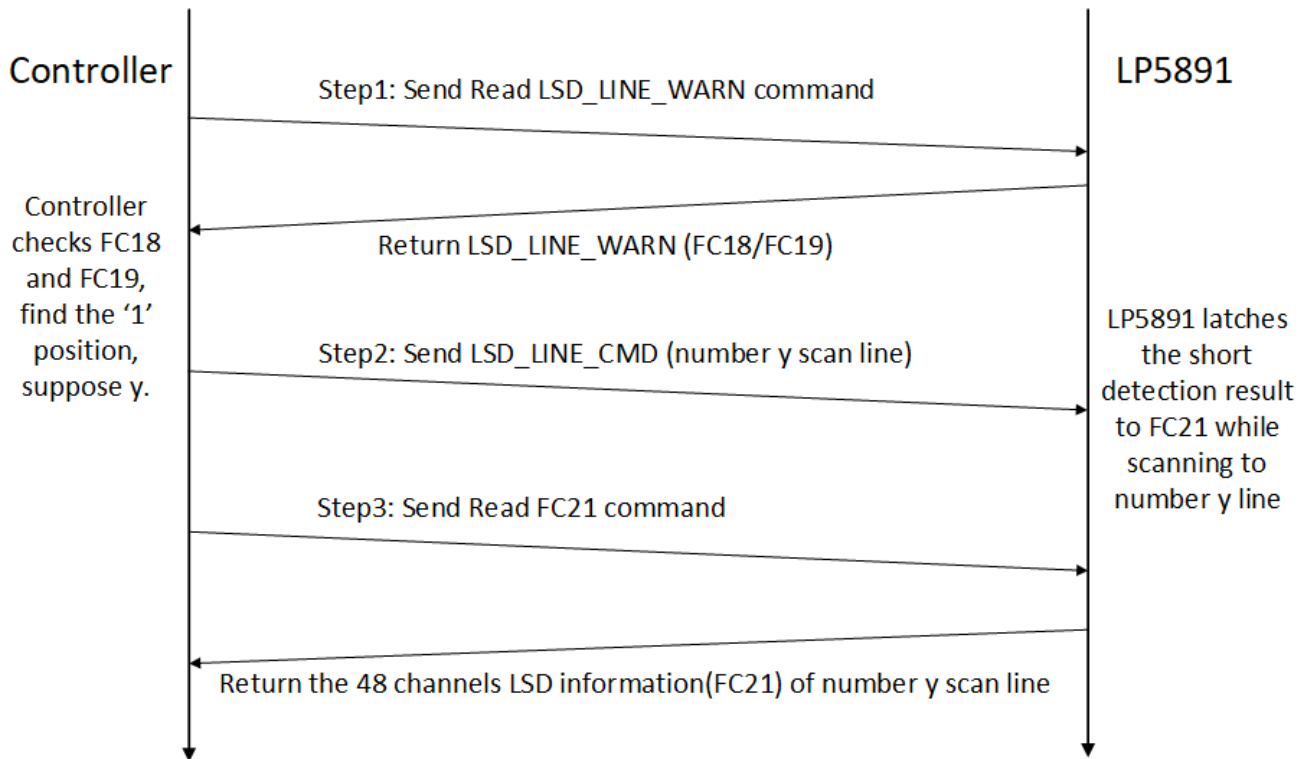 Controller
LP5891
Step1: Send Read LSD_LINE_WARN command
Controller
checks FC18
and FC19,
find the ‘1’
position,
suppose y.
Return LSD_LINE_WARN (FC18/FC19)
Step2: Send LSD_LINE_CMD (number y scan line)
LP5891 latches
the short
detection result
to FC21 while
scanning to
number y line
Step3: Send Read FC21 command
Return the 48 channels LSD information(FC21) of number y scan line